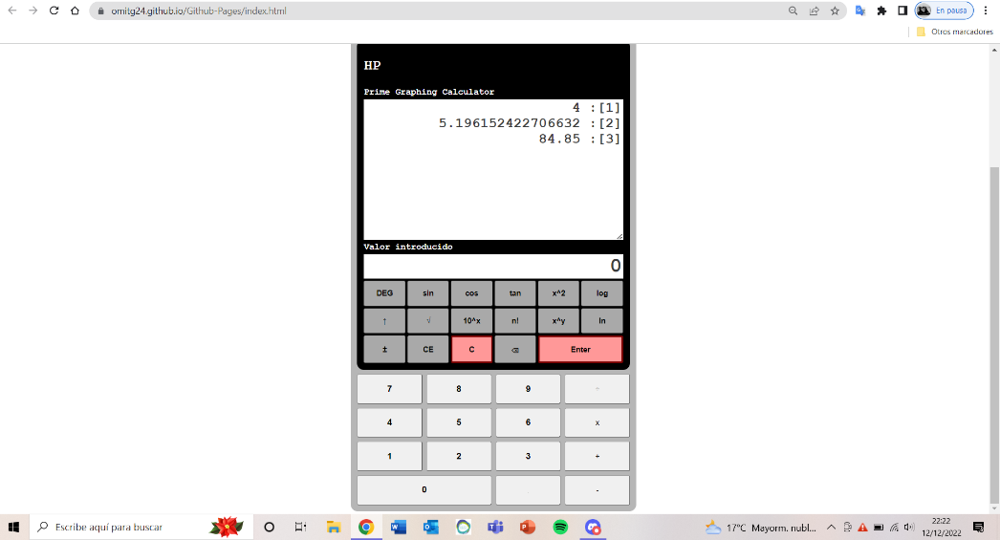 omitg24.github.io/Github-Pages/index.html
En pausa
Otros marcadores
HP
Prime Graphing Calculator
4 :[1]
5.196152422706632 :[2]
84.85 :[3]
Valor introducido
0
DEG sin cos tan x^2 log
↑ √ 10^x n! x^y ln
± CE C ⌫ Enter
7 8 9 ÷
4 5 6 x
1 2 3 +
0 . -
Escribe aquí para buscar
17°C Mayorm. nubl...
22:22
12/12/2022